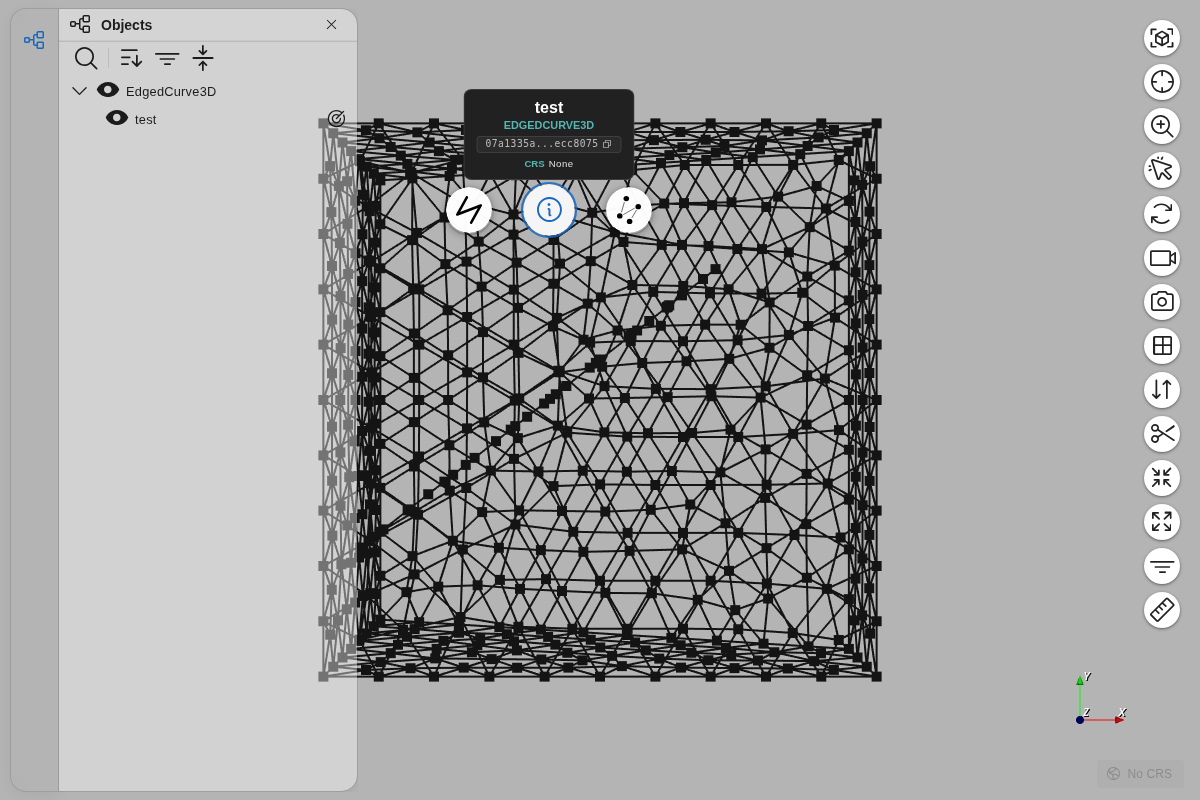 Objects
EdgedCurve3D
test
test
EDGEDCURVE3D
07a1335a...ecc8075
CRS None
Y
Z X
No CRS